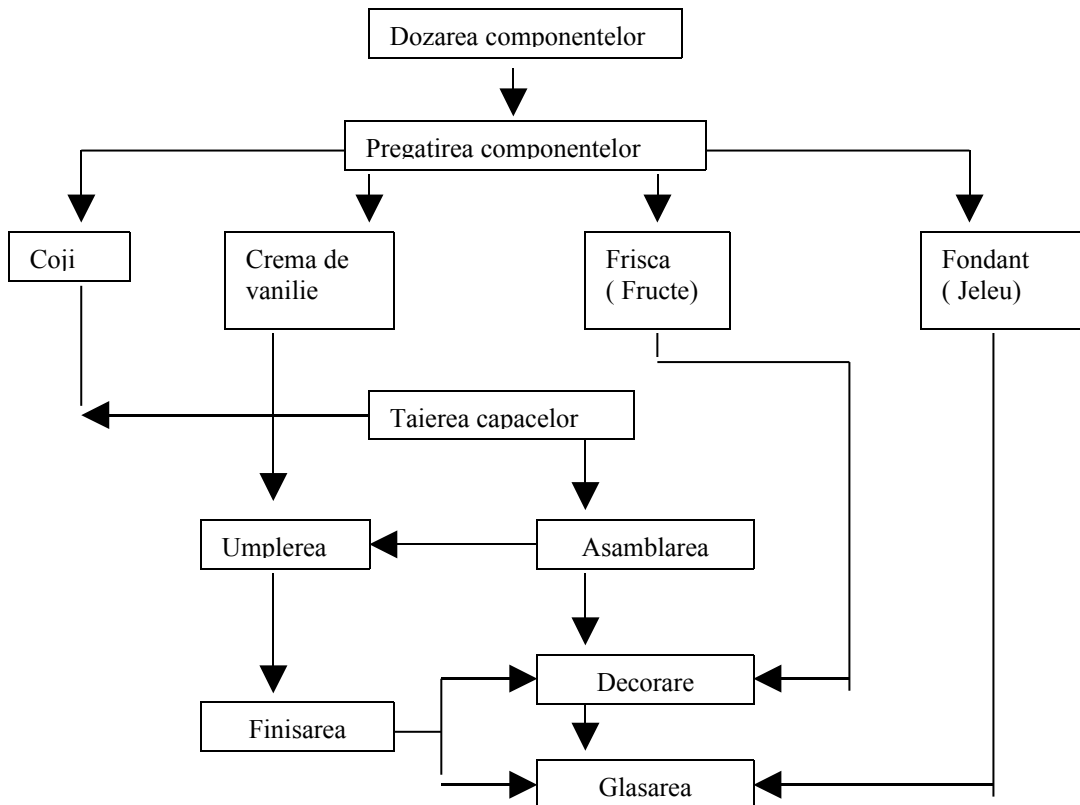 Dozarea componentelor
Pregatirea componentelor
Coji
Crema de
vanilie
Frisca
( Fructe)
Fondant
( Jeleu)
Taierea capacelor
Umplerea
Asamblarea
Decorare
Finisarea
Glasarea